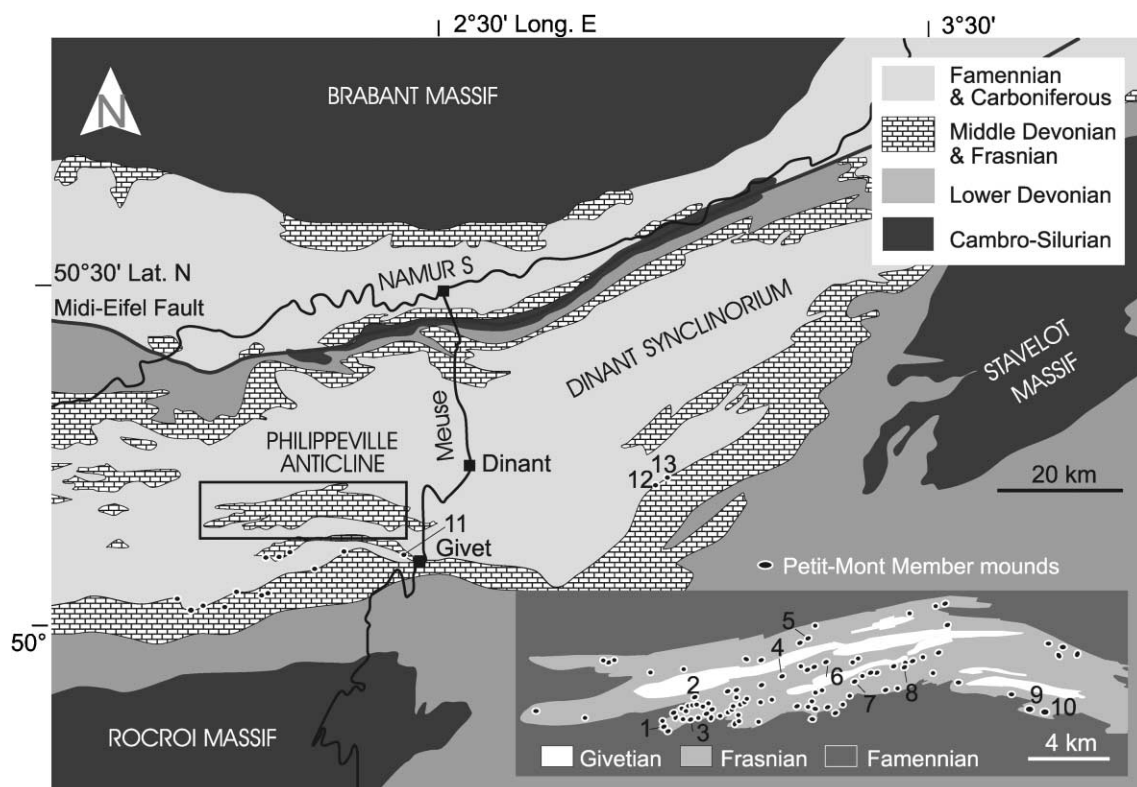 2°30' Long. E
3°30'
N
BRABANT MASSIF
Famennian
& Carboniferous
Middle Devonian
& Frasnian
Lower Devonian
Cambro-Silurian
50°30' Lat. N
Midi-Eifel Fault
NAMUR S
DINANT SYNCLINORIUM
STAVELOT
MASSIF
Meuse
PHILIPPEVILLE
ANTICLINE
Dinant
13
12
20 km
11
Givet
Petit-Mont Member mounds
50°
5
4
6
2
8
7
9
10
1
3
ROCROI MASSIF
Givetian
Frasnian
Famennian
4 km